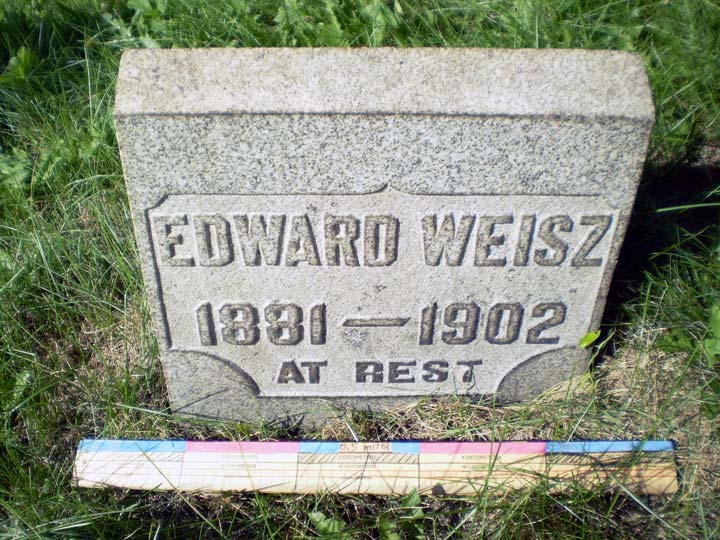 EDWARD WEISZ
1881 — 1902
AT REST
0.5 meter